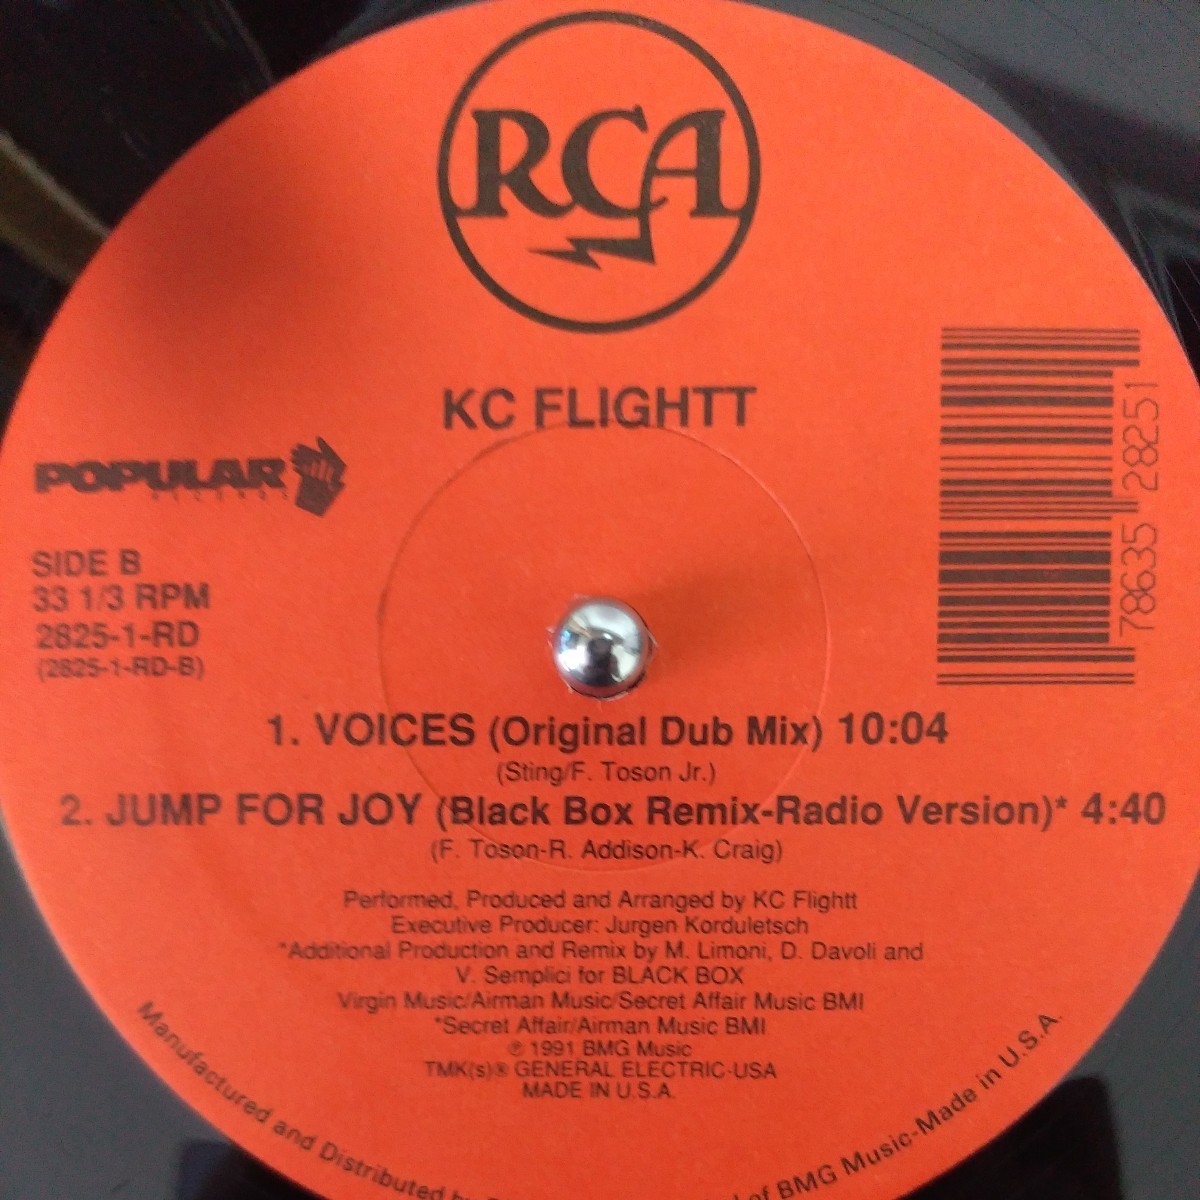 RCA
KC FLIGHTT
POPULAR
RECORDS
SIDE B
33 1/3 RPM
2825-1-RD
(2825-1-RD-B)
78635 28251
1. VOICES (Original Dub Mix) 10:04
(Sting/F. Toson Jr.)
2. JUMP FOR JOY (Black Box Remix-Radio Version)* 4:40
(F. Toson-R. Addison-K. Craig)
Performed, Produced and Arranged by KC Flightt
Executive Producer: Jurgen Korduletsch
*Additional Production and Remix by M. Limoni, D. Davoli and
V. Semplici for BLACK BOX
Virgin Music/Airman Music/Secret Affair Music BMI
*Secret Affair/Airman Music BMI
℗ 1991 BMG Music
TMK(s)® GENERAL ELECTRIC-USA
MADE IN U.S.A.
Manufactured and Distributed by of BMG Music-Made in U.S.A.